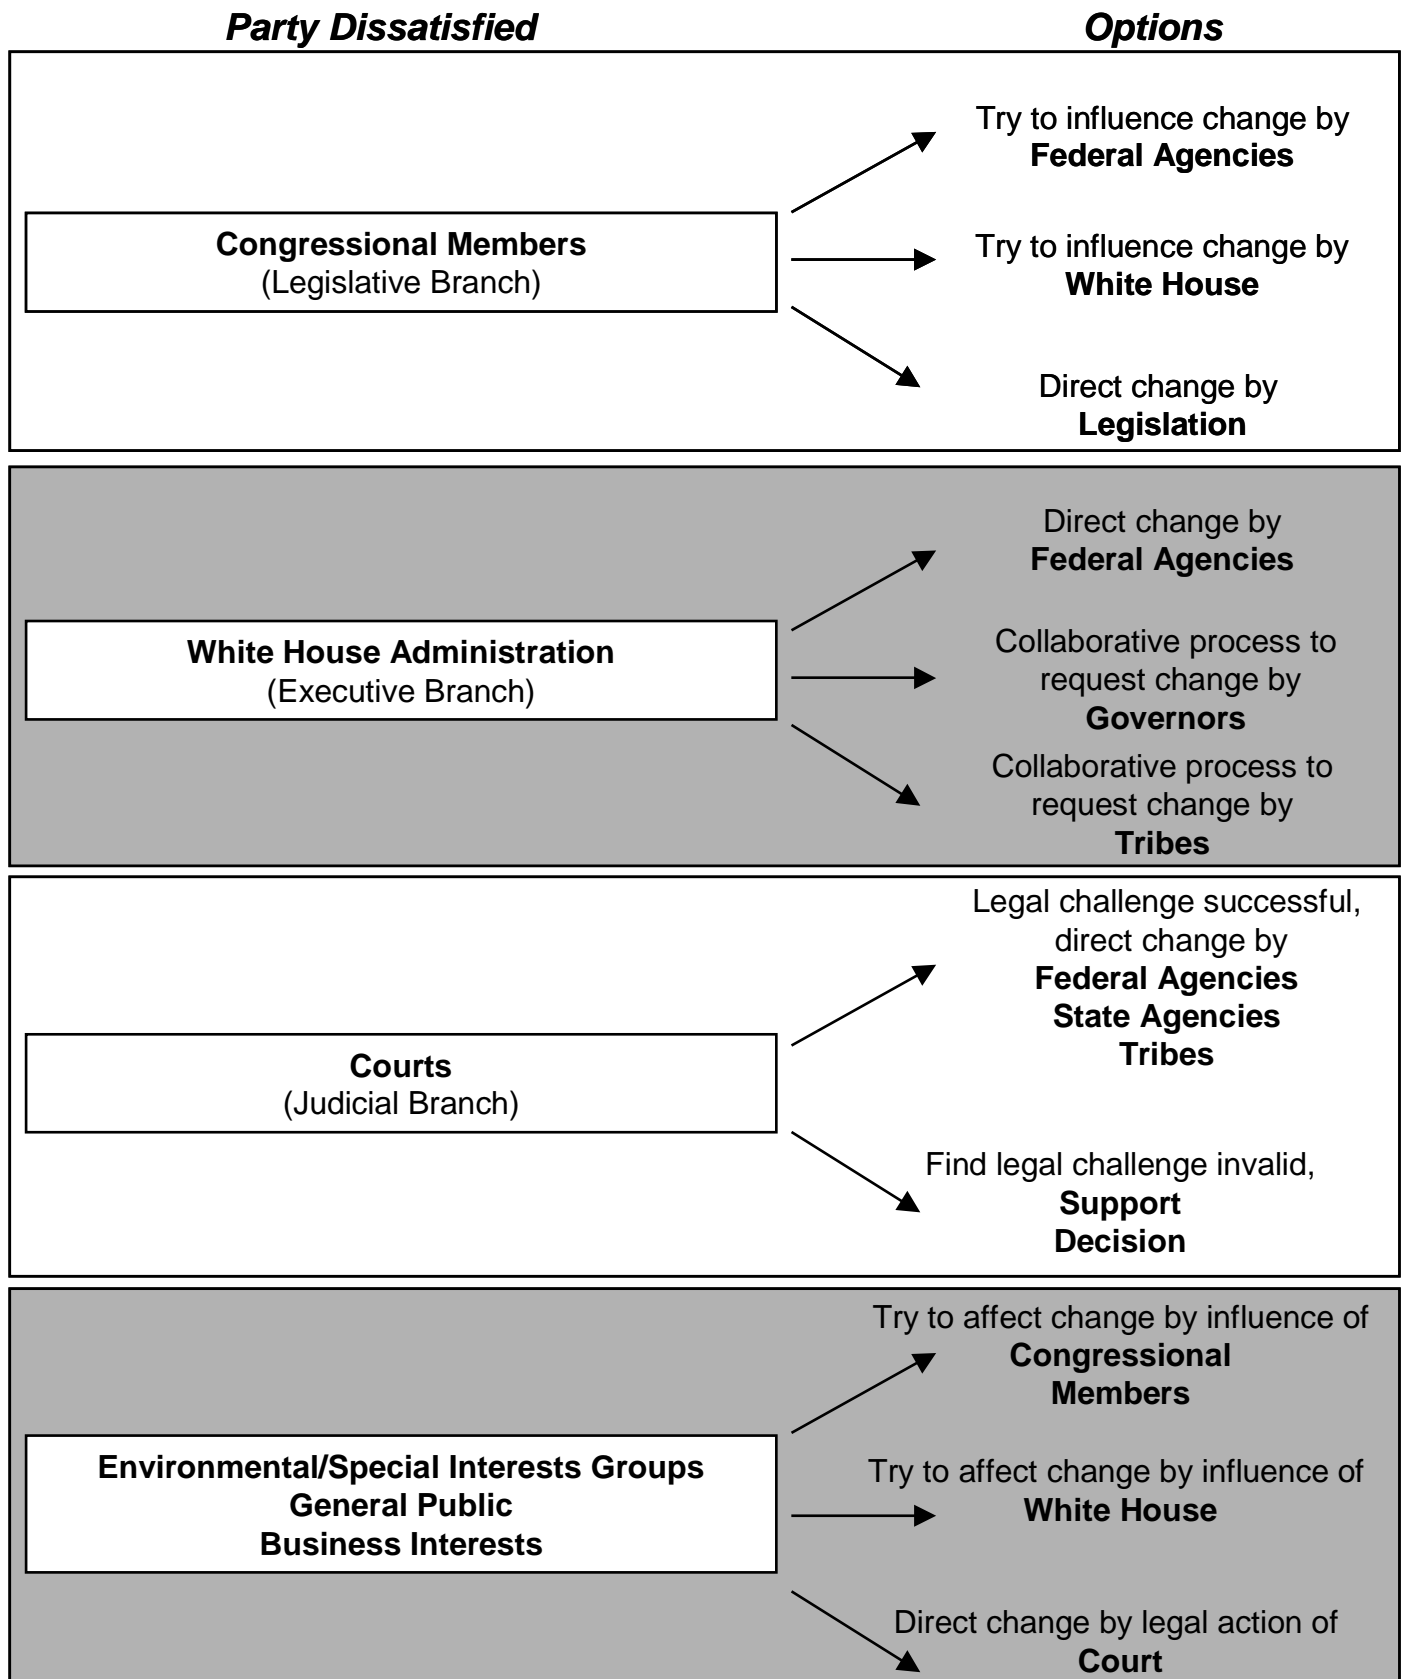 Party Dissatisfied
Options
Congressional Members
(Legislative Branch)
Try to influence change by
Federal Agencies
Try to influence change by
White House
Direct change by
Legislation
White House Administration
(Executive Branch)
Direct change by
Federal Agencies
Collaborative process to
request change by
Governors
Collaborative process to
request change by
Tribes
Courts
(Judicial Branch)
Legal challenge successful,
direct change by
Federal Agencies
State Agencies
Tribes
Find legal challenge invalid,
Support
Decision
Environmental/Special Interests Groups
General Public
Business Interests
Try to affect change by influence of
Congressional
Members
Try to affect change by influence of
White House
Direct change by legal action of
Court